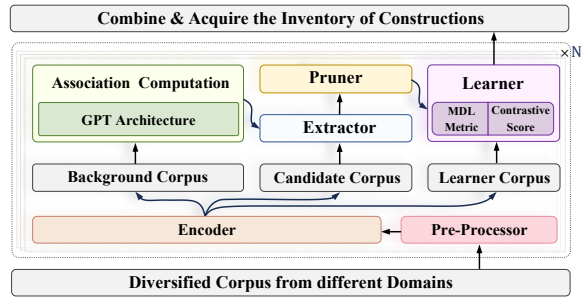 Combine & Acquire the Inventory of Constructions
×N
Association Computation
GPT Architecture
Pruner
Extractor
Learner
MDL Metric
Contrastive Score
Background Corpus
Candidate Corpus
Learner Corpus
Encoder
Pre-Processor
Diversified Corpus from different Domains